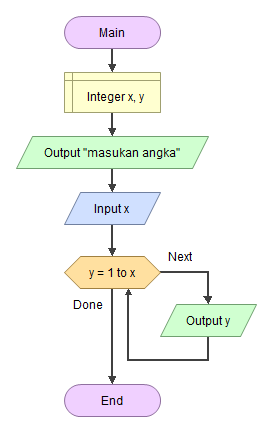 Main
Integer x, y
Output "masukan angka"
Input x
y = 1 to x
Next
Done
Output y
End